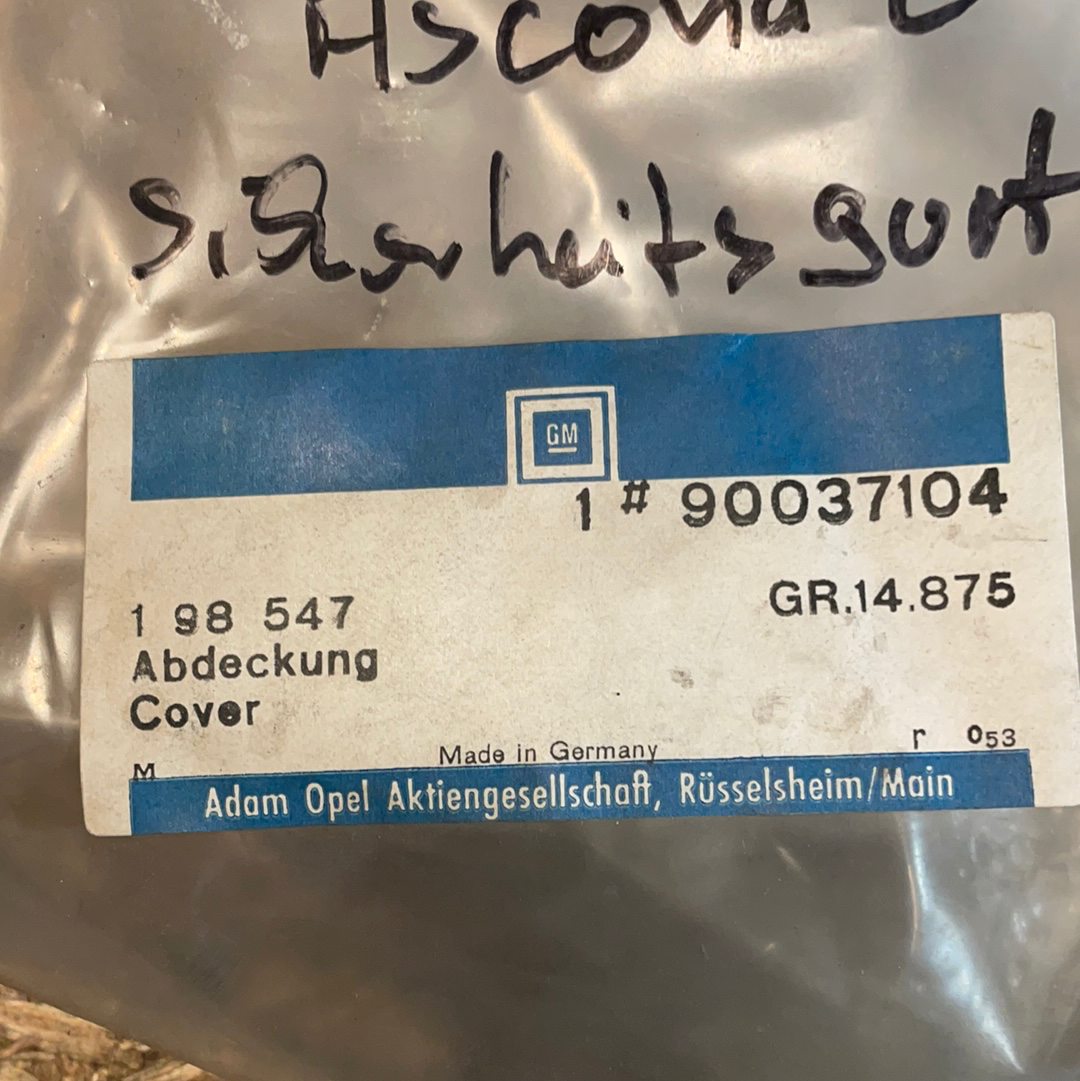 Ascona C
Sicherheitsgurt
GM
1 # 90037104
GR.14.875
1 98 547
Abdeckung
Cover
Made in Germany
M r 053
Adam Opel Aktiengesellschaft, Rüsselsheim/Main